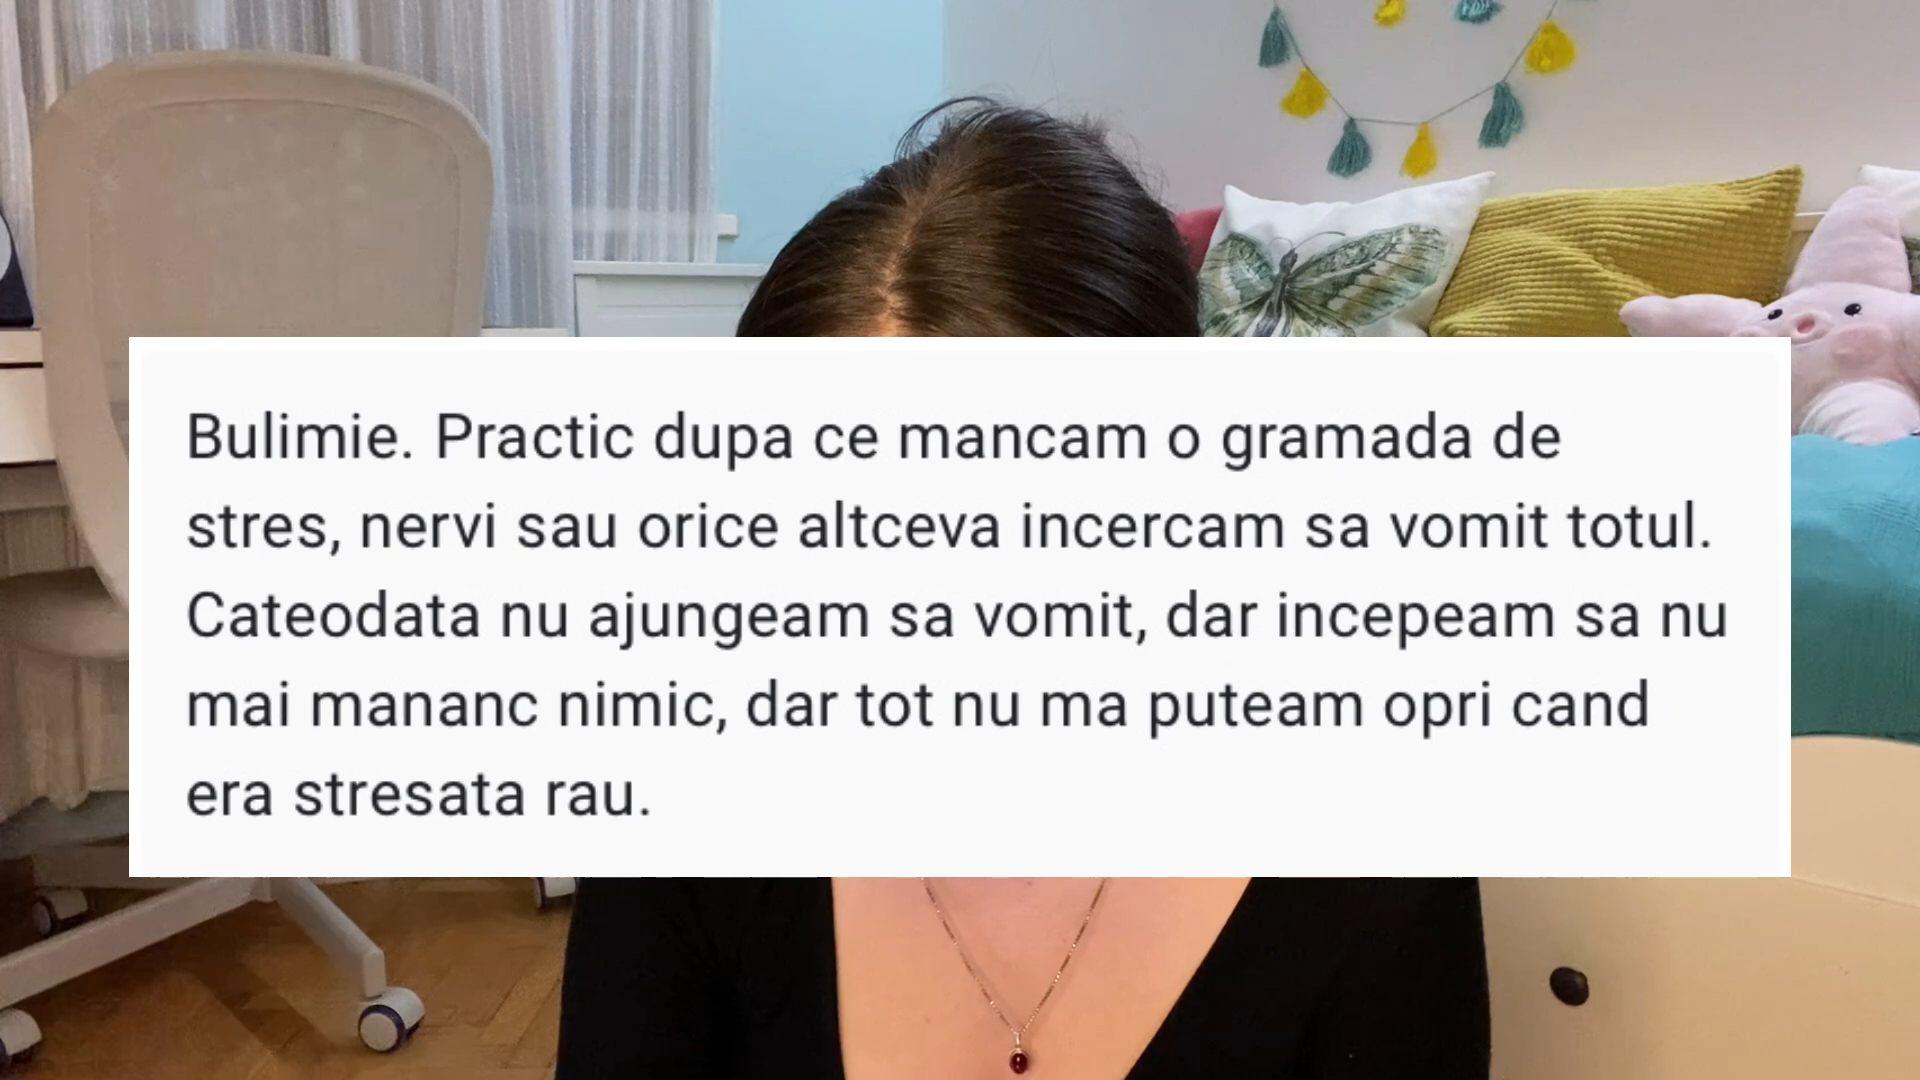 Bulimie. Practic dupa ce mancam o gramada de
stres, nervi sau orice altceva incercam sa vomit totul.
Cateodata nu ajungeam sa vomit, dar incepeam sa nu
mai mananc nimic, dar tot nu ma puteam opri cand
era stresata rau.